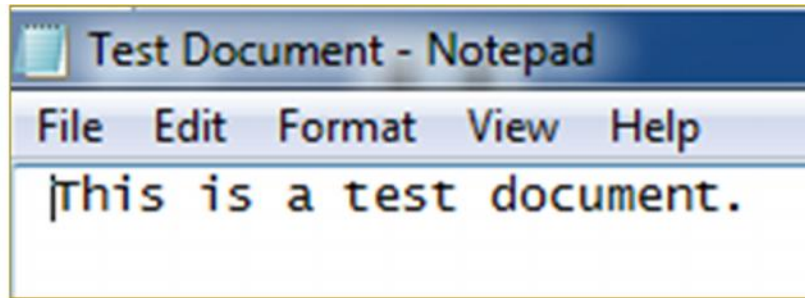 Test Document - Notepad
File Edit Format View Help
This is a test document.